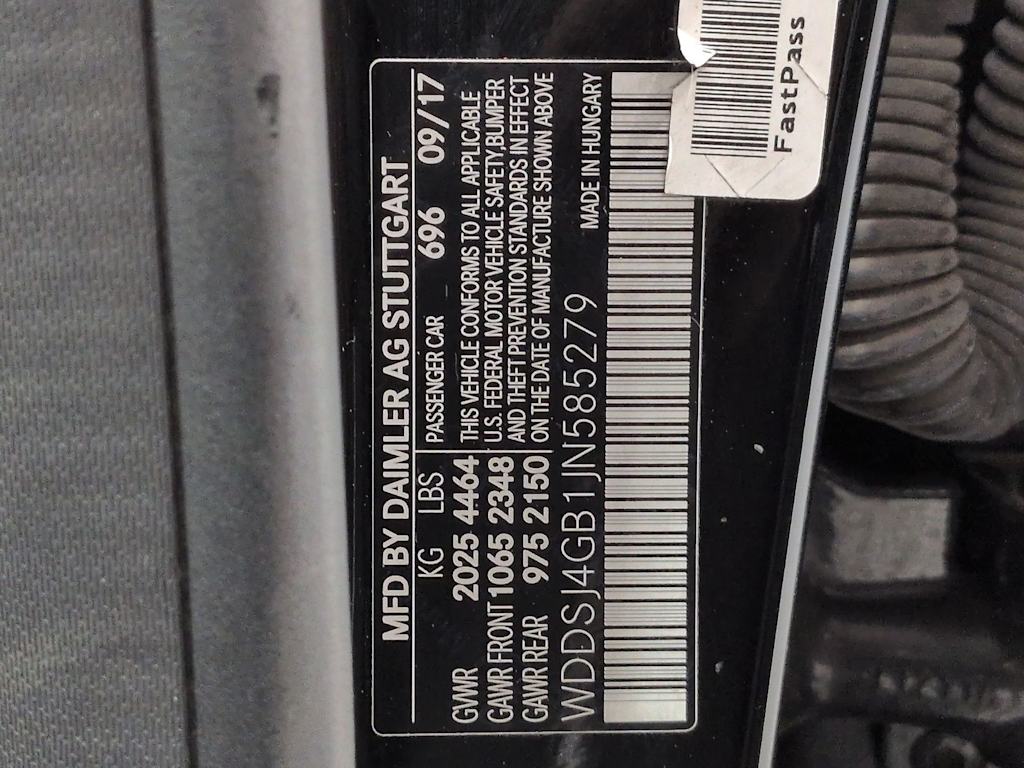 MFD BY DAIMLER AG STUTTGART
KG LBS PASSENGER CAR 696 09/17
GWR 2025 4464 THIS VEHICLE CONFORMS TO ALL APPLICABLE
GAWR FRONT 1065 2348 U.S. FEDERAL MOTOR VEHICLE SAFETY,BUMPER
GAWR REAR 975 2150 AND THEFT PREVENTION STANDARDS IN EFFECT
ON THE DATE OF MANUFACTURE SHOWN ABOVE
WDDSJ4GB1JN585279 MADE IN HUNGARY
FastPass